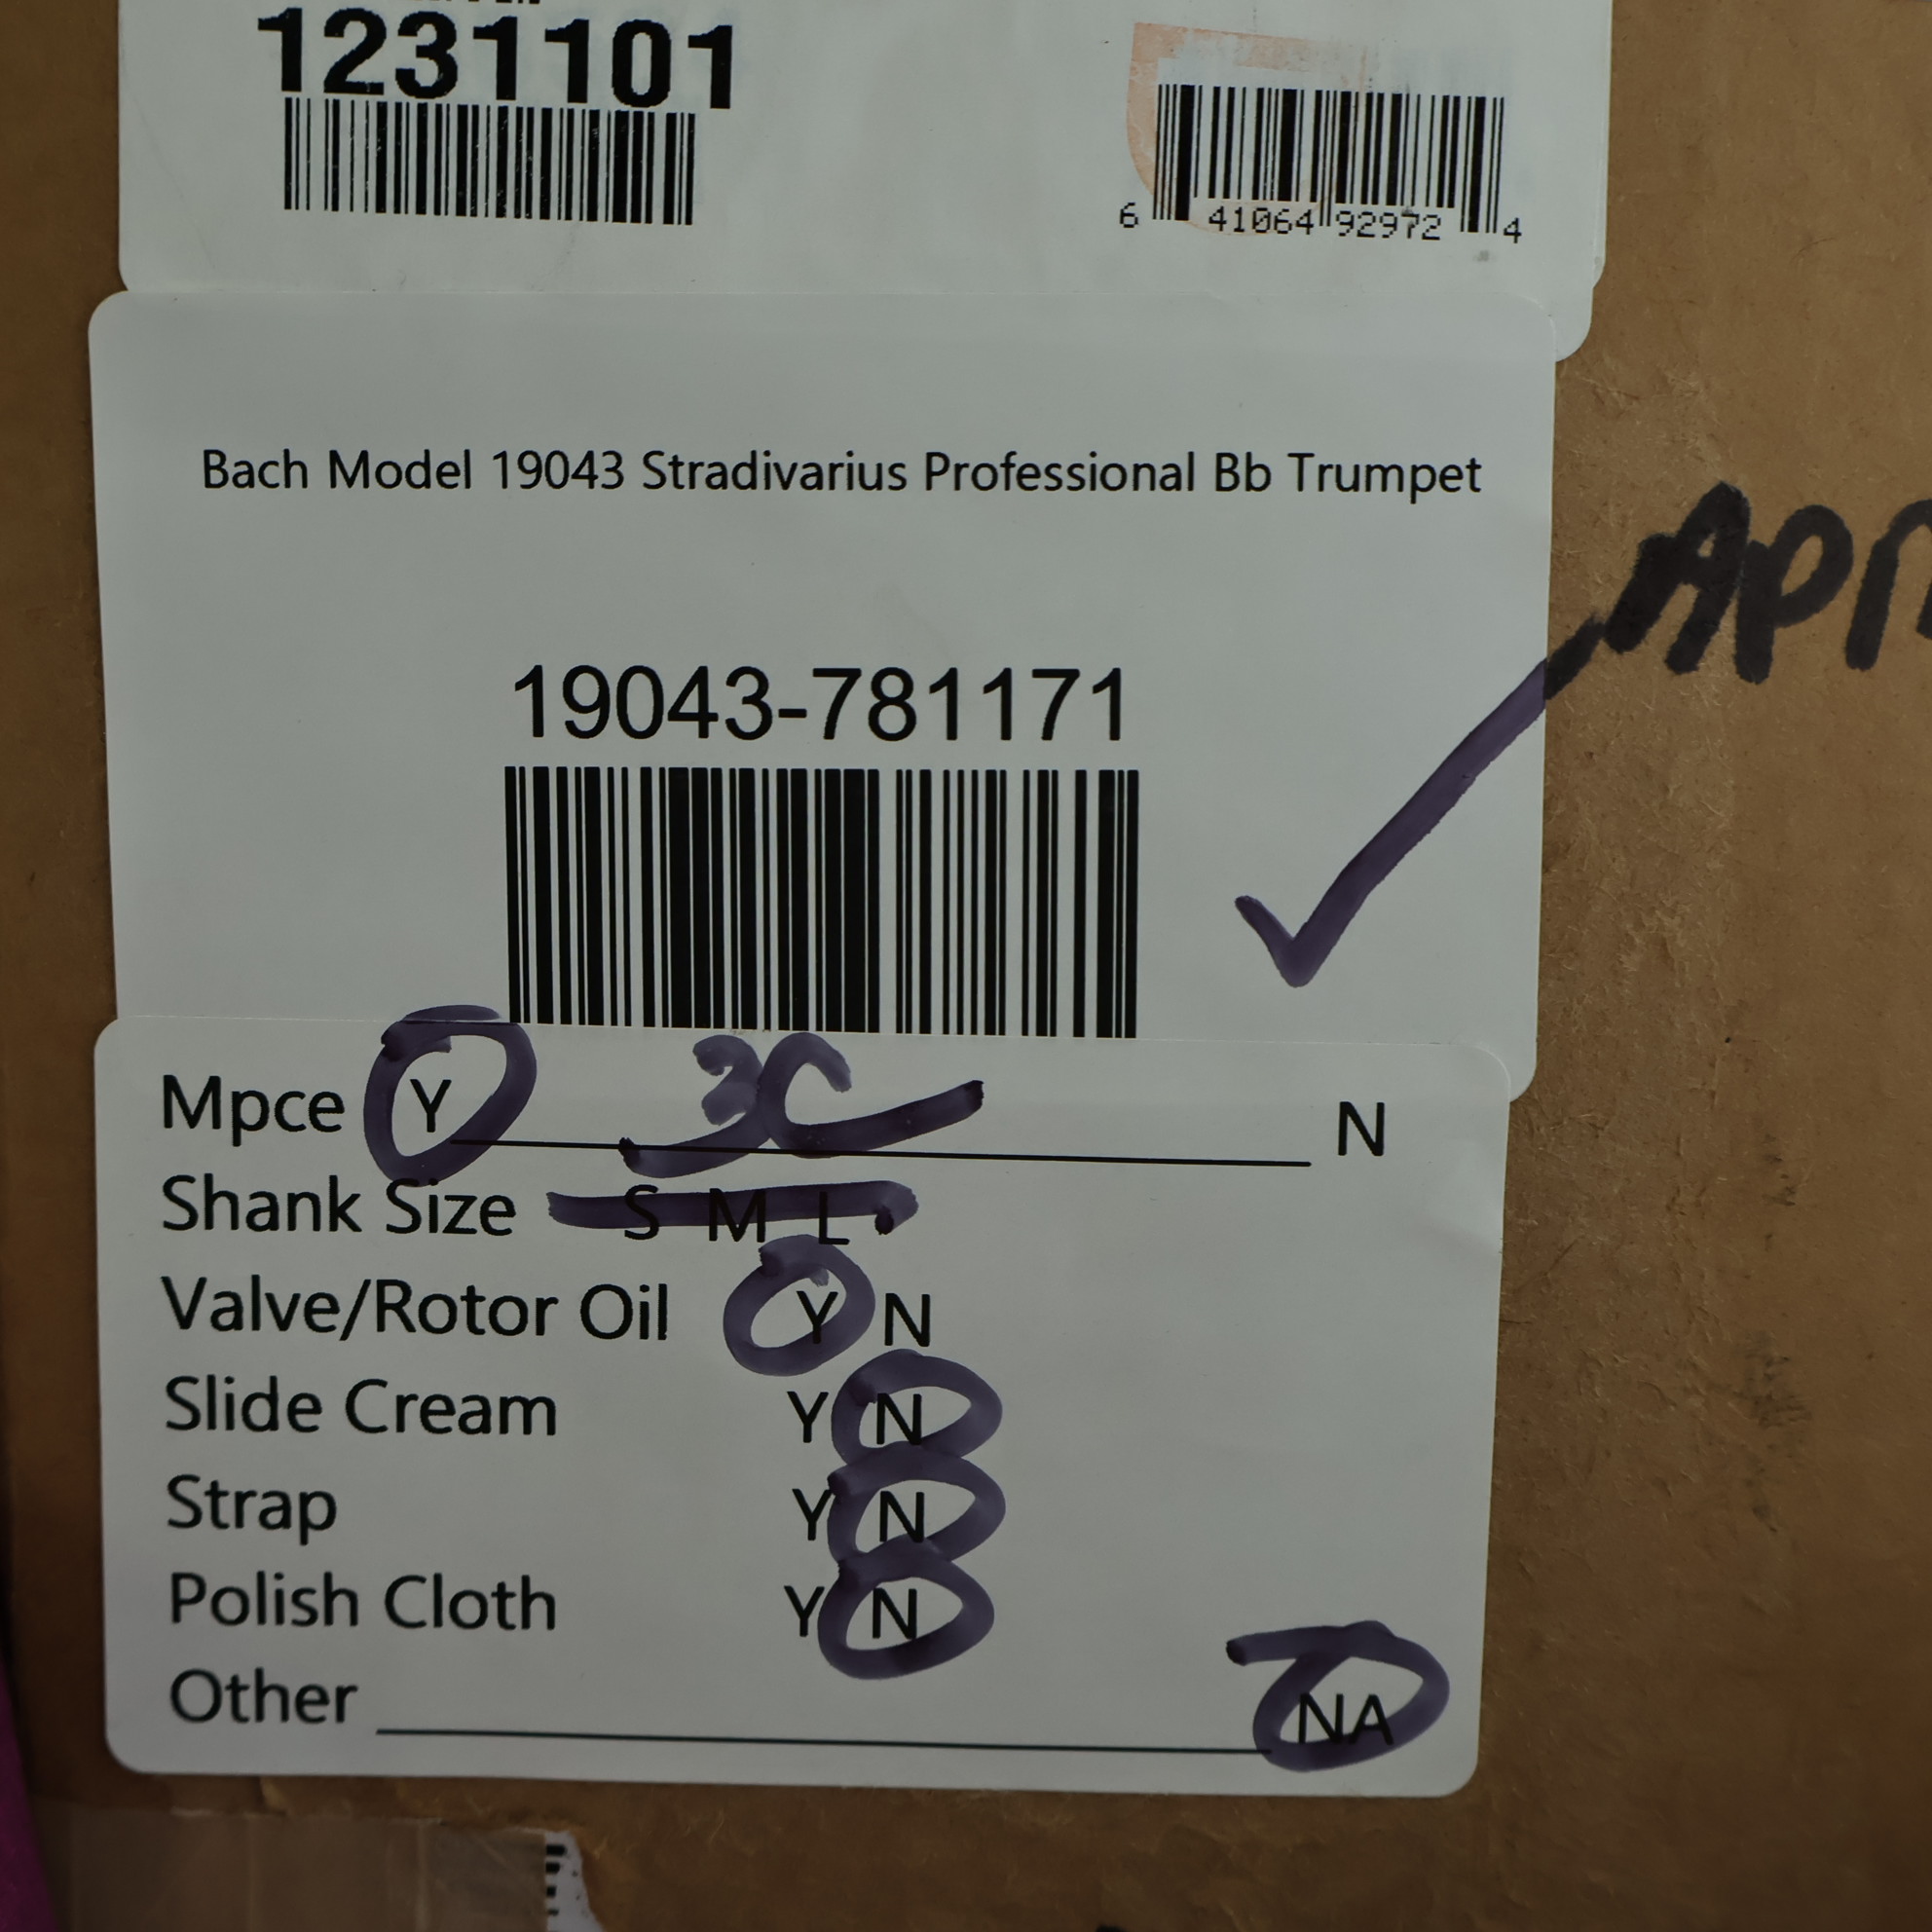 1231101
6 41064 92972 4
Bach Model 19043 Stradivarius Professional Bb Trumpet
19043-781171
Mpce Y 3C N
Shank Size S M L
Valve/Rotor Oil Y N
Slide Cream Y N
Strap Y N
Polish Cloth Y N
Other NA